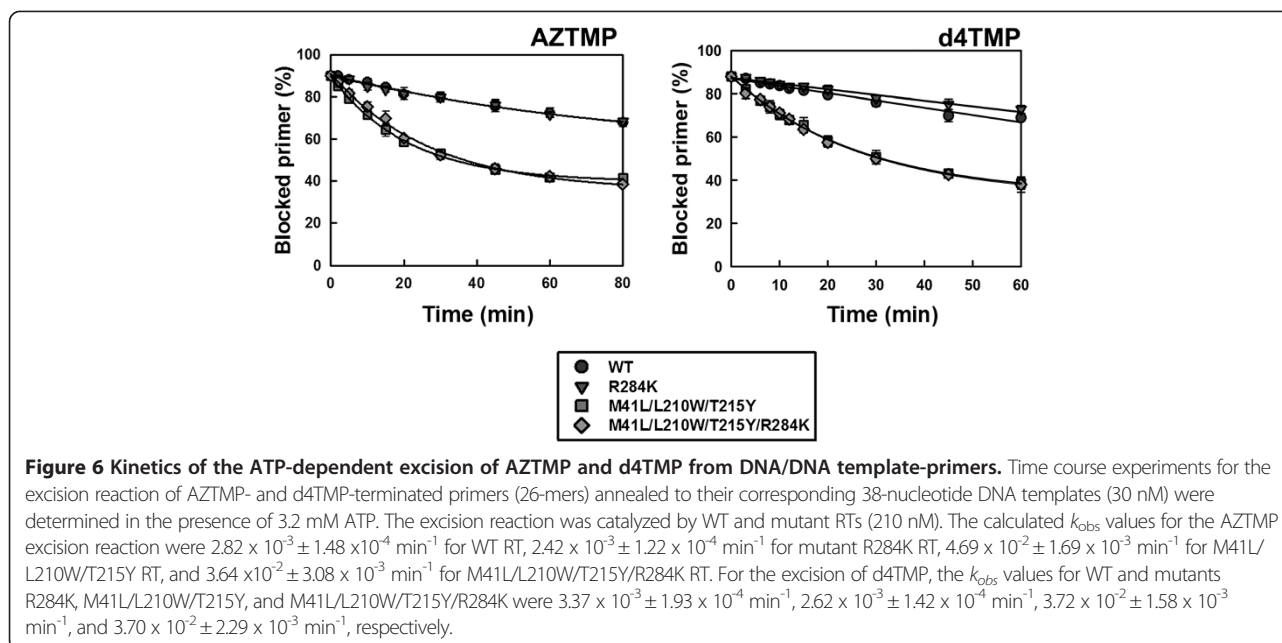 AZTMP
d4TMP
Blocked primer (%)
100
80
60
40
20
0
0 20 40 60 80
Time (min)
Blocked primer (%)
100
80
60
40
20
0
0 10 20 30 40 50 60
Time (min)
WT
R284K
M41L/L210W/T215Y
M41L/L210W/T215Y/R284K
Figure 6 Kinetics of the ATP-dependent excision of AZTMP and d4TMP from DNA/DNA template-primers. Time course experiments for the
excision reaction of AZTMP- and d4TMP-terminated primers (26-mers) annealed to their corresponding 38-nucleotide DNA templates (30 nM) were
determined in the presence of 3.2 mM ATP. The excision reaction was catalyzed by WT and mutant RTs (210 nM). The calculated k_obs values for the AZTMP
excision reaction were 2.82 x 10⁻³ ± 1.48 x10⁻⁴ min⁻¹ for WT RT, 2.42 x 10⁻³ ± 1.22 x 10⁻⁴ min⁻¹ for mutant R284K RT, 4.69 x 10⁻² ± 1.69 x 10⁻³ min⁻¹ for M41L/
L210W/T215Y RT, and 3.64 x10⁻² ± 3.08 x 10⁻³ min⁻¹ for M41L/L210W/T215Y/R284K RT. For the excision of d4TMP, the k_obs values for WT and mutants
R284K, M41L/L210W/T215Y, and M41L/L210W/T215Y/R284K were 3.37 x 10⁻³ ± 1.93 x 10⁻⁴ min⁻¹, 2.62 x 10⁻³ ± 1.42 x 10⁻⁴ min⁻¹, 3.72 x 10⁻² ± 1.58 x 10⁻³
min⁻¹, and 3.70 x 10⁻² ± 2.29 x 10⁻³ min⁻¹, respectively.